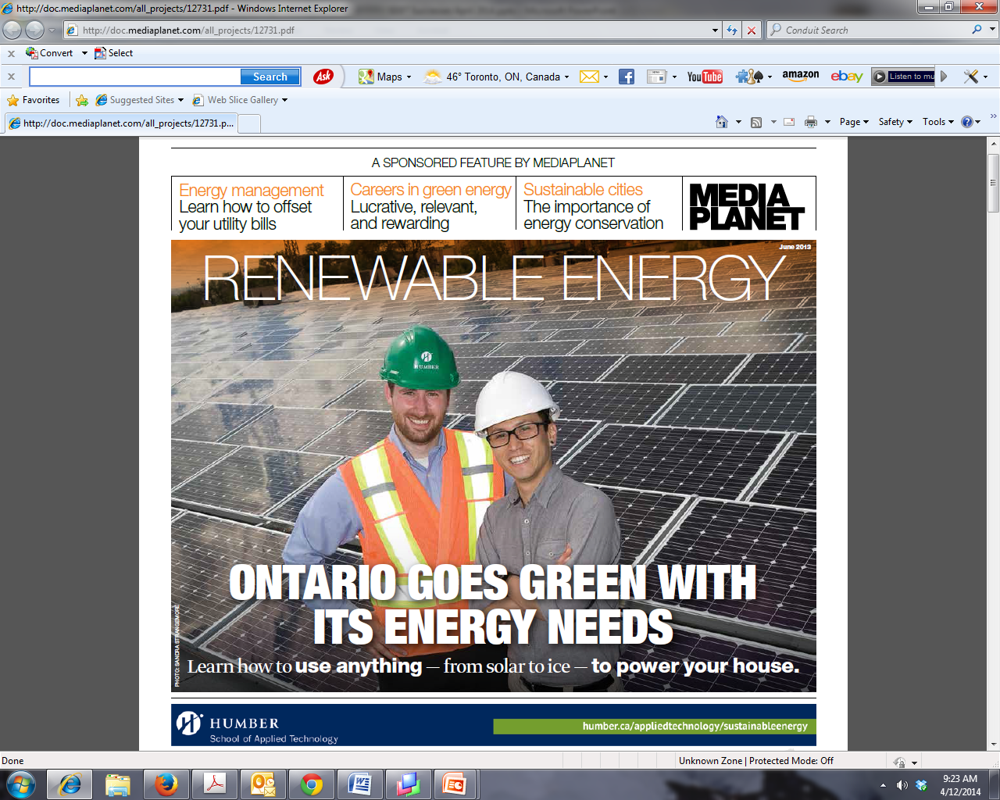 http://doc.mediaplanet.com/all_projects/12731.pdf - Windows Internet Explorer
http://doc.mediaplanet.com/all_projects/12731.pdf
Conduit Search
x Convert Select
x Search Ask Maps 46° Toronto, ON, Canada YouTube amazon ebay Listen to mu
Favorites Suggested Sites Web Slice Gallery
http://doc.mediaplanet.com/all_projects/12731.p...
Page Safety Tools
A SPONSORED FEATURE BY MEDIAPLANET
Energy management
Learn how to offset
your utility bills
Careers in green energy
Lucrative, relevant,
and rewarding
Sustainable cities
The importance of
energy conservation
MEDIA
PLANET
June 2013
RENEWABLE ENERGY
HUMBER
ONTARIO GOES GREEN WITH
ITS ENERGY NEEDS
Learn how to use anything — from solar to ice — to power your house.
PHOTO: SANDRA STRANGEMORE
HUMBER
School of Applied Technology
humber.ca/appliedtechnology/sustainableenergy
Done
Unknown Zone | Protected Mode: Off
9:23 AM
4/12/2014